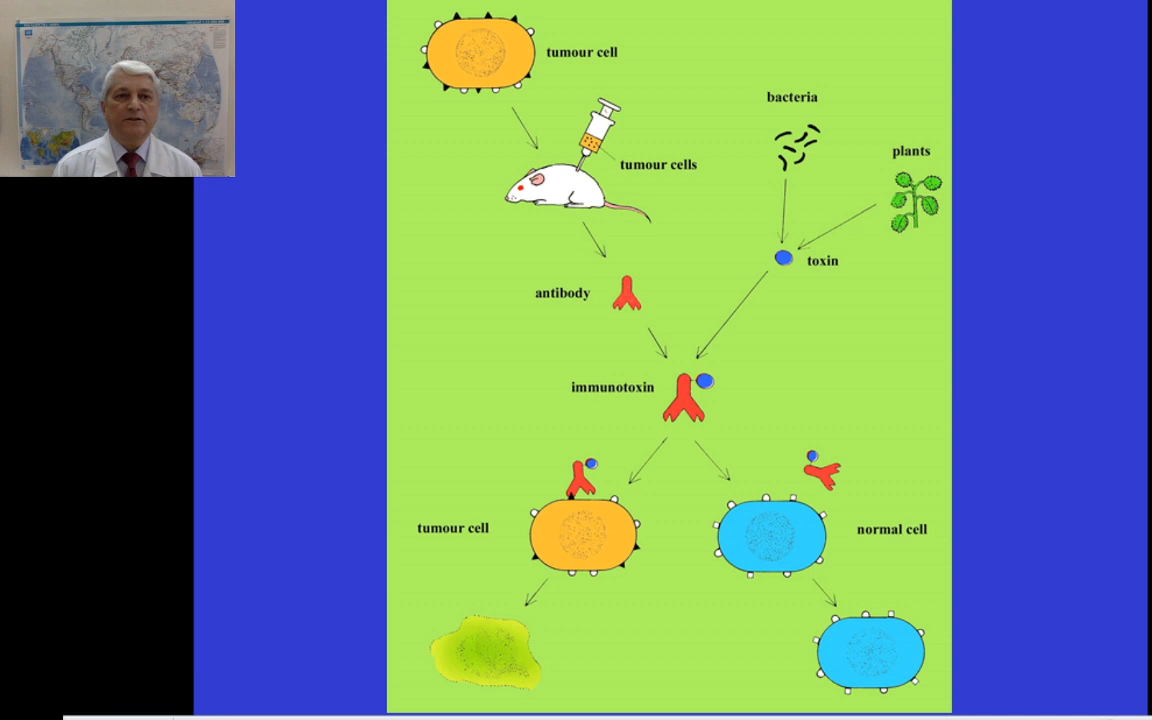 tumour cell
bacteria
tumour cells
plants
toxin
antibody
immunotoxin
tumour cell
normal cell